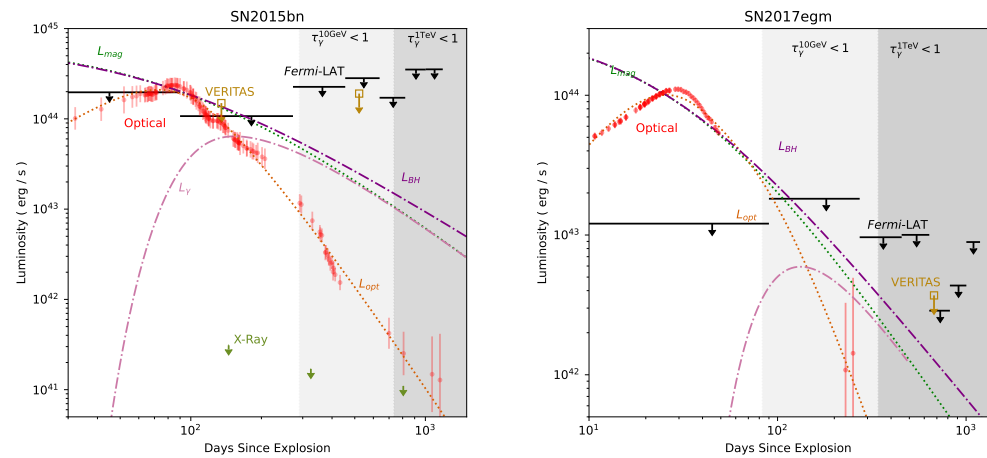 SN2015bn
10^45
10^44
10^43
10^42
10^41
Luminosity ( erg / s )
L_mag
τ_γ^10GeV < 1
τ_γ^1TeV < 1
Fermi-LAT
VERITAS
Optical
L_γ
L_BH
L_opt
X-Ray
10^2
10^3
Days Since Explosion
SN2017egm
10^44
10^43
10^42
Luminosity ( erg / s )
τ_γ^10GeV < 1
τ_γ^1TeV < 1
L_mag
Optical
L_BH
L_opt
Fermi-LAT
VERITAS
10^1
10^2
10^3
Days Since Explosion